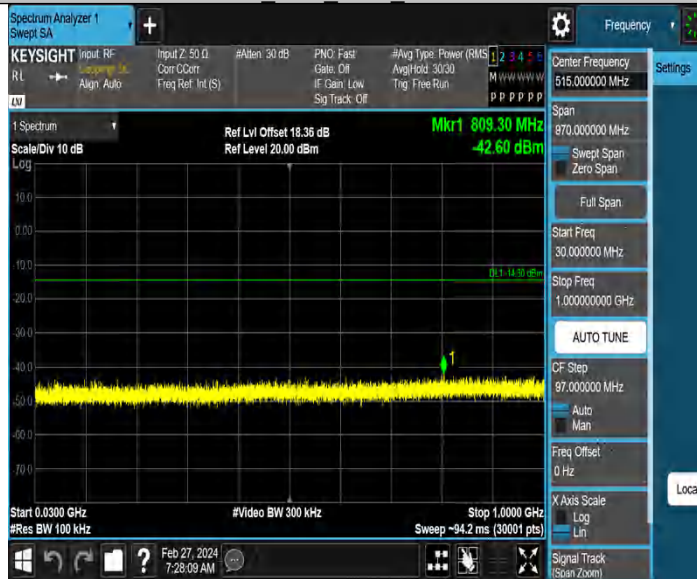 Spectrum Analyzer 1
Swept SA
+
Frequency
KEYSIGHT
Input: RF
Coupling: DC
Align: Auto
Input Z: 50 Ω
Corr CCorr
Freq Ref: Int (S)
#Atten: 30 dB
PNO: Fast
Gate: Off
IF Gain: Low
Sig Track: Off
#Avg Type: Power (RMS
Avg|Hold: 30/30
Trig: Free Run
1 2 3 4 5 6
M W W W W W
P P P P P P
RL
LXI
1 Spectrum
Scale/Div 10 dB
Log
Ref Lvl Offset 18.36 dB
Ref Level 20.00 dBm
Mkr1 809.30 MHz
-42.60 dBm
10.0
0.00
-10.0
-20.0
-30.0
-40.0
-50.0
-60.0
-70.0
1
Start 0.0300 GHz
#Res BW 100 kHz
#Video BW 300 kHz
Stop 1.0000 GHz
Sweep ~94.2 ms (30001 pts)
?
Feb 27, 2024
7:28:09 AM
Center Frequency
515.000000 MHz
Settings
Span
970.000000 MHz
Swept Span
Zero Span
Full Span
Start Freq
30.000000 MHz
Stop Freq
1.000000000 GHz
AUTO TUNE
CF Step
97.000000 MHz
Auto
Man
Freq Offset
0 Hz
X Axis Scale
Log
Lin
Loca
Signal Track
(Span Zoom)